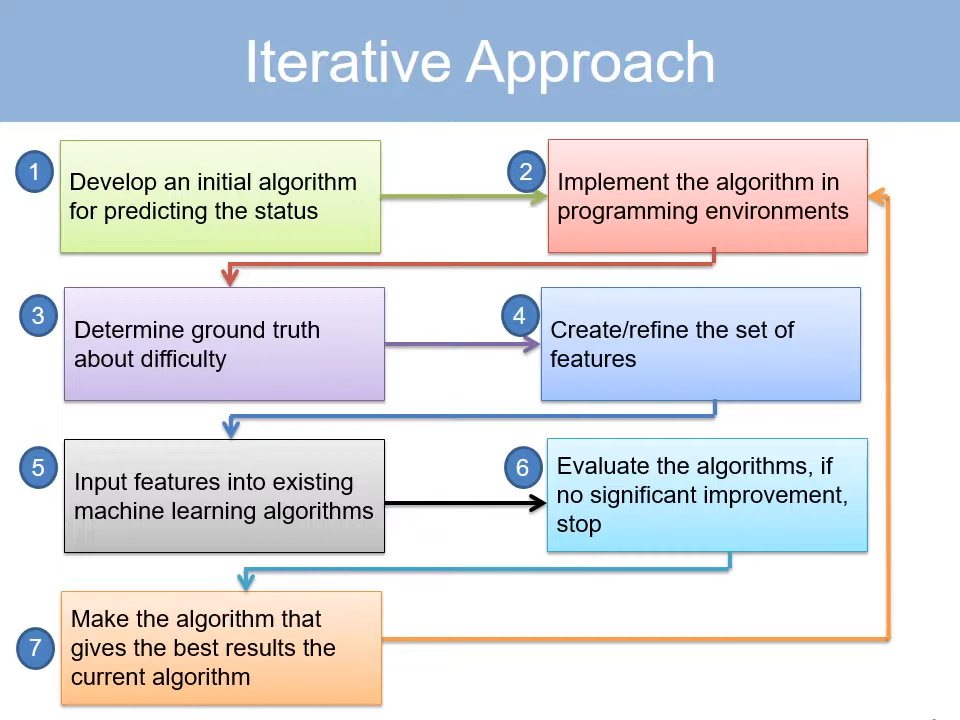 Iterative Approach
1
Develop an initial algorithm
for predicting the status
2
Implement the algorithm in
programming environments
3
Determine ground truth
about difficulty
4
Create/refine the set of
features
5
Input features into existing
machine learning algorithms
6
Evaluate the algorithms, if
no significant improvement,
stop
7
Make the algorithm that
gives the best results the
current algorithm